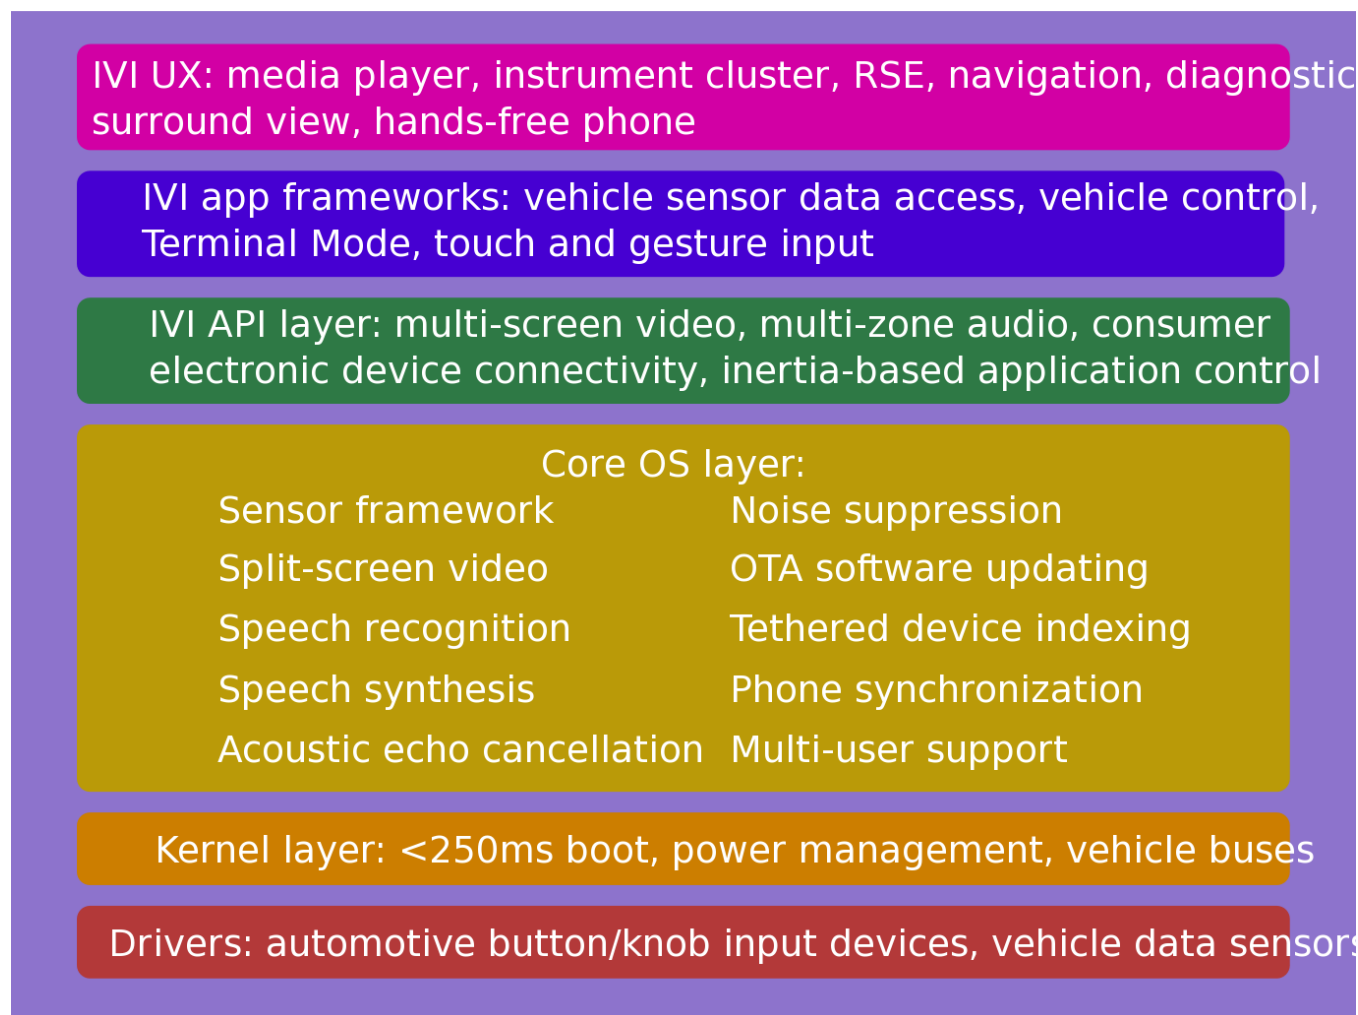 IVI UX: media player, instrument cluster, RSE, navigation, diagnostic
surround view, hands-free phone
IVI app frameworks: vehicle sensor data access, vehicle control,
Terminal Mode, touch and gesture input
IVI API layer: multi-screen video, multi-zone audio, consumer
electronic device connectivity, inertia-based application control
Core OS layer:
Sensor framework
Split-screen video
Speech recognition
Speech synthesis
Acoustic echo cancellation
Noise suppression
OTA software updating
Tethered device indexing
Phone synchronization
Multi-user support
Kernel layer: <250ms boot, power management, vehicle buses
Drivers: automotive button/knob input devices, vehicle data sensors